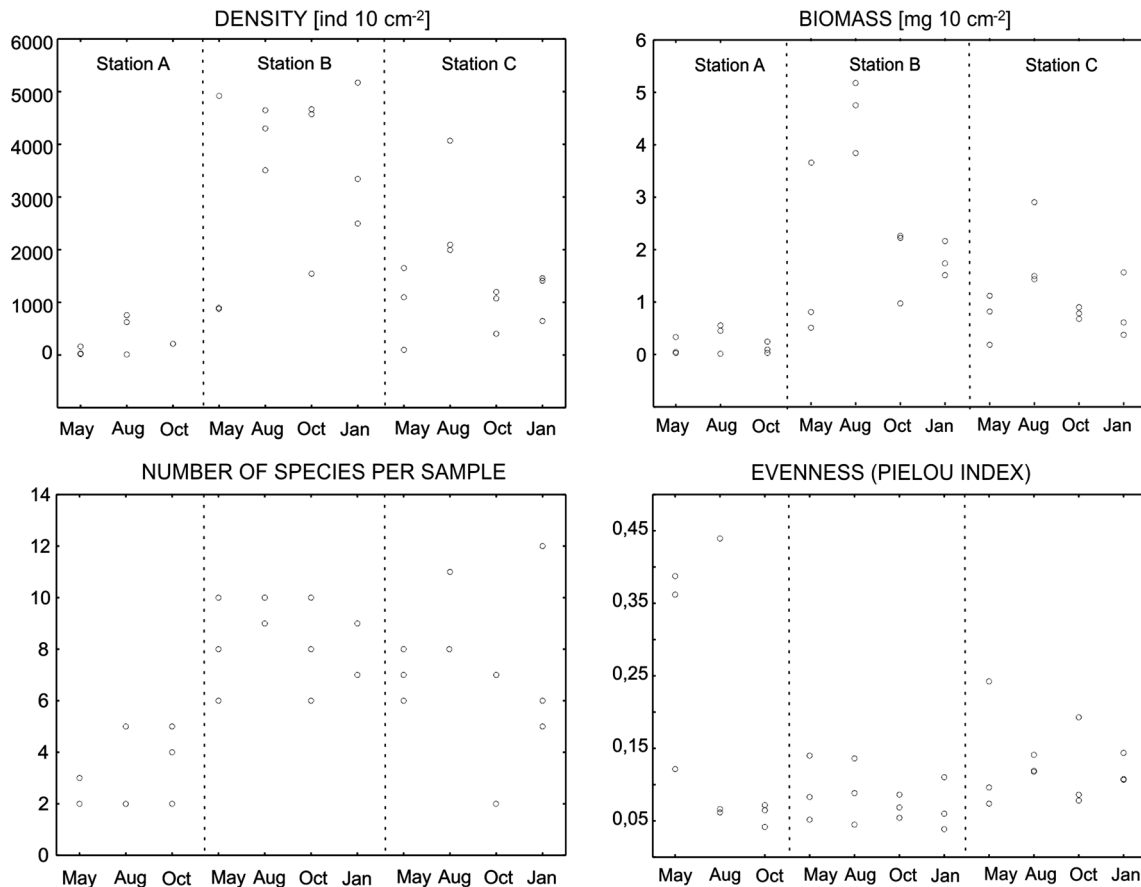 DENSITY [ind 10 cm-2]
6000
5000
4000
3000
2000
1000
0
Station A
Station B
Station C
May Aug Oct May Aug Oct Jan May Aug Oct Jan
BIOMASS [mg 10 cm-2]
6
5
4
3
2
1
0
Station A
Station B
Station C
May Aug Oct May Aug Oct Jan May Aug Oct Jan
NUMBER OF SPECIES PER SAMPLE
14
12
10
8
6
4
2
0
May Aug Oct May Aug Oct Jan May Aug Oct Jan
EVENNESS (PIELOU INDEX)
0,45
0,35
0,25
0,15
0,05
May Aug Oct May Aug Oct Jan May Aug Oct Jan